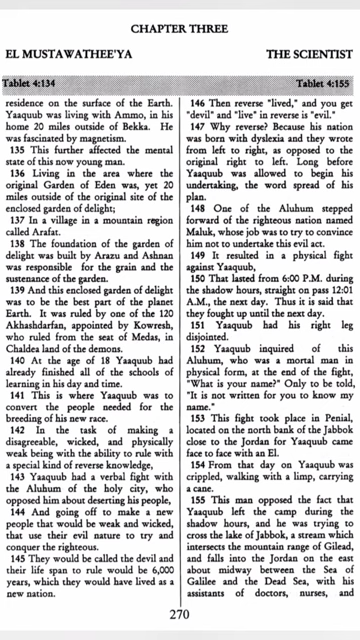 CHAPTER THREE
EL MUSTAWATHEE'YA
THE SCIENTIST
Tablet 4:134
Tablet 4:155
residence on the surface of the Earth.
Yaaquub was living with Ammo, in his
home 20 miles outside of Bekka. He
was fascinated by magnetism.
135 This further affected the mental
state of this now young man.
136 Living in the area where the
original Garden of Eden was, yet 20
miles outside of the original site of the
enclosed garden of delight;
137 In a village in a mountain region
called Arafat.
138 The foundation of the garden of
delight was built by Arazu and Ashnan
was responsible for the grain and the
sustenance of the garden.
139 And this enclosed garden of delight
was to be the best part of the planet
Earth. It was ruled by one of the 120
Akhashdarfan, appointed by Kowresh,
who ruled from the seat of Medas, in
Chaldea land of the demons.
140 At the age of 18 Yaaquub had
already finished all of the schools of
learning in his day and time.
141 This is where Yaquub was to
convert the people needed for the
breeding of his new race.
142 In the task of making a
disagreeable, wicked, and physically
weak being with the ability to rule with
a special kind of reverse knowledge,
143 Yaaquub had a verbal fight with
the Aluhum of the holy city, who
opposed him about deserting his people,
144 And going off to make a new
people that would be weak and wicked,
that use their evil nature to try and
conquer the righteous.
145 They would be called the devil and
their life span to rule would be 6,000
years, which they would have lived as a
new nation.
146 Then reverse "lived," and you get
"devil" and "live" in reverse is "evil."
147 Why reverse? Because his nation
was born with dyslexia and they wrote
from left to right, as opposed to the
original right to left. Long before
Yaaquub was allowed to begin his
undertaking, the word spread of his
plan.
148 One of the Aluhum stepped
forward of the righteous nation named
Maluk, whose job was to try to convince
him not to undertake this evil act.
149 It resulted in a physical fight
against Yaaquub,
150 That lasted from 6:00 P.M. during
the shadow hours, straight on pass 12:01
A.M., the next day. Thus it is said that
they fought up until the next day.
151 Yaaquub had his right leg
disjointed.
152 Yaaquub inquired of this
Aluhum, who was a mortal man in
physical form, at the end of the fight,
"What is your name?" Only to be told,
"It is not written for you to know my
name."
153 This fight took place in Penial,
located on the north bank of the Jabbok
close to the Jordan for Yaaquub came
face to face with an El.
154 From that day on Yaaquub was
crippled, walking with a limp, carrying
a cane.
155 This man opposed the fact that
Yaaquub left the camp during the
shadow hours, and he was trying to
cross the lake of Jabbok, a stream which
intersects the mountain range of Gilead,
and falls into the Jordan on the east
about midway between the Sea of
Galilee and the Dead Sea, with his
assistants of doctors, nurses, and
270